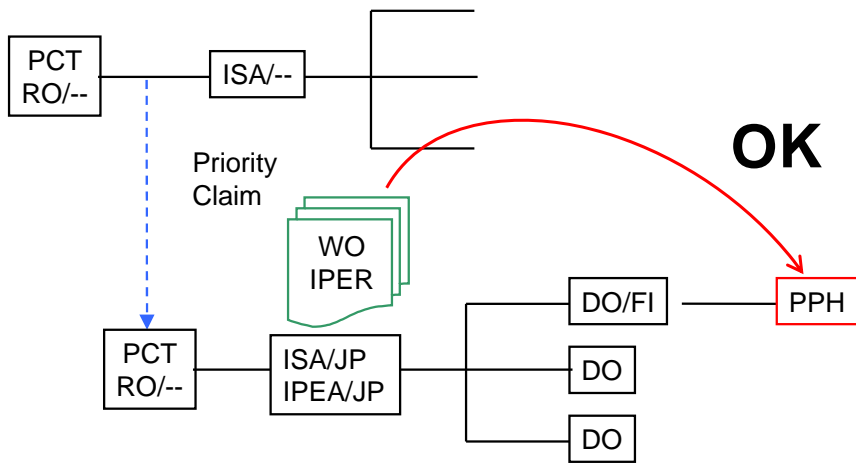 PCT
RO/--
ISA/--
OK
Priority
Claim
WO
IPER
DO/FI
PPH
PCT
RO/--
ISA/JP
IPEA/JP
DO
DO